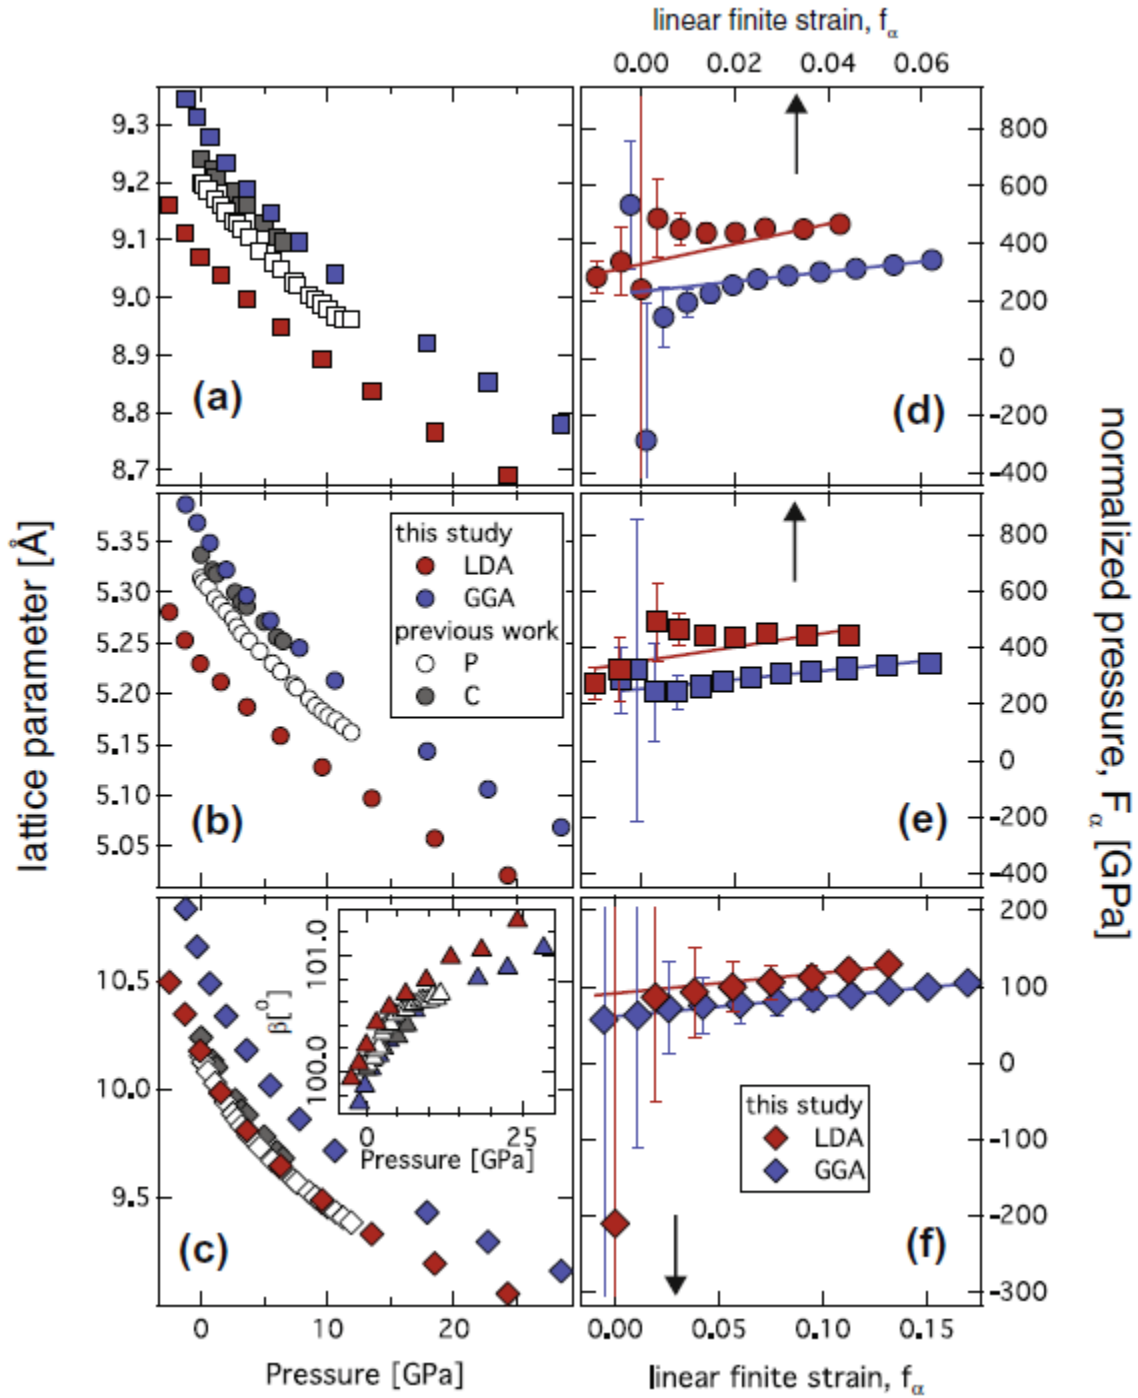 linear finite strain, fα
0.00 0.02 0.04 0.06
9.3
9.2
9.1
9.0
8.9
8.8
8.7
(a)
800
600
400
200
0
-200
-400
(d)
5.35
5.30
5.25
5.20
5.15
5.10
5.05
this study
LDA
GGA
previous work
P
C
(b)
800
600
400
200
0
-200
-400
(e)
lattice parameter [Å]
normalized pressure, Fα [GPa]
10.5
10.0
9.5
101.0
100.0
β[⁰]
0 25
Pressure [GPa]
(c)
200
100
0
-100
-200
-300
this study
LDA
GGA
(f)
0 10 20
Pressure [GPa]
0.00 0.05 0.10 0.15
linear finite strain, fα